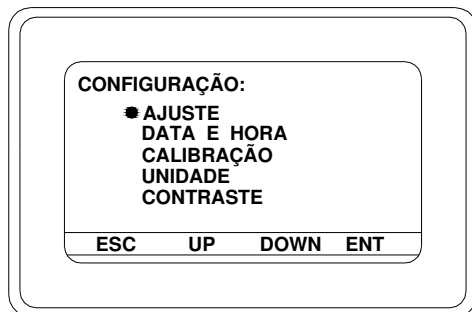 CONFIGURAÇÃO:
AJUSTE
DATA E HORA
CALIBRAÇÃO
UNIDADE
CONTRASTE
ESC UP DOWN ENT